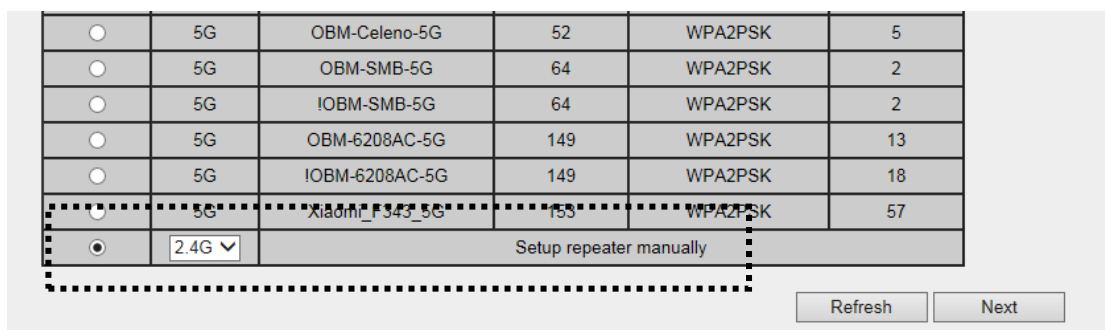 5G OBM-Celeno-5G 52 WPA2PSK 5
5G OBM-SMB-5G 64 WPA2PSK 2
5G !OBM-SMB-5G 64 WPA2PSK 2
5G OBM-6208AC-5G 149 WPA2PSK 13
5G !OBM-6208AC-5G 149 WPA2PSK 18
5G Xiaomi_F343_5G 153 WPA2PSK 57
2.4G Setup repeater manually
Refresh Next